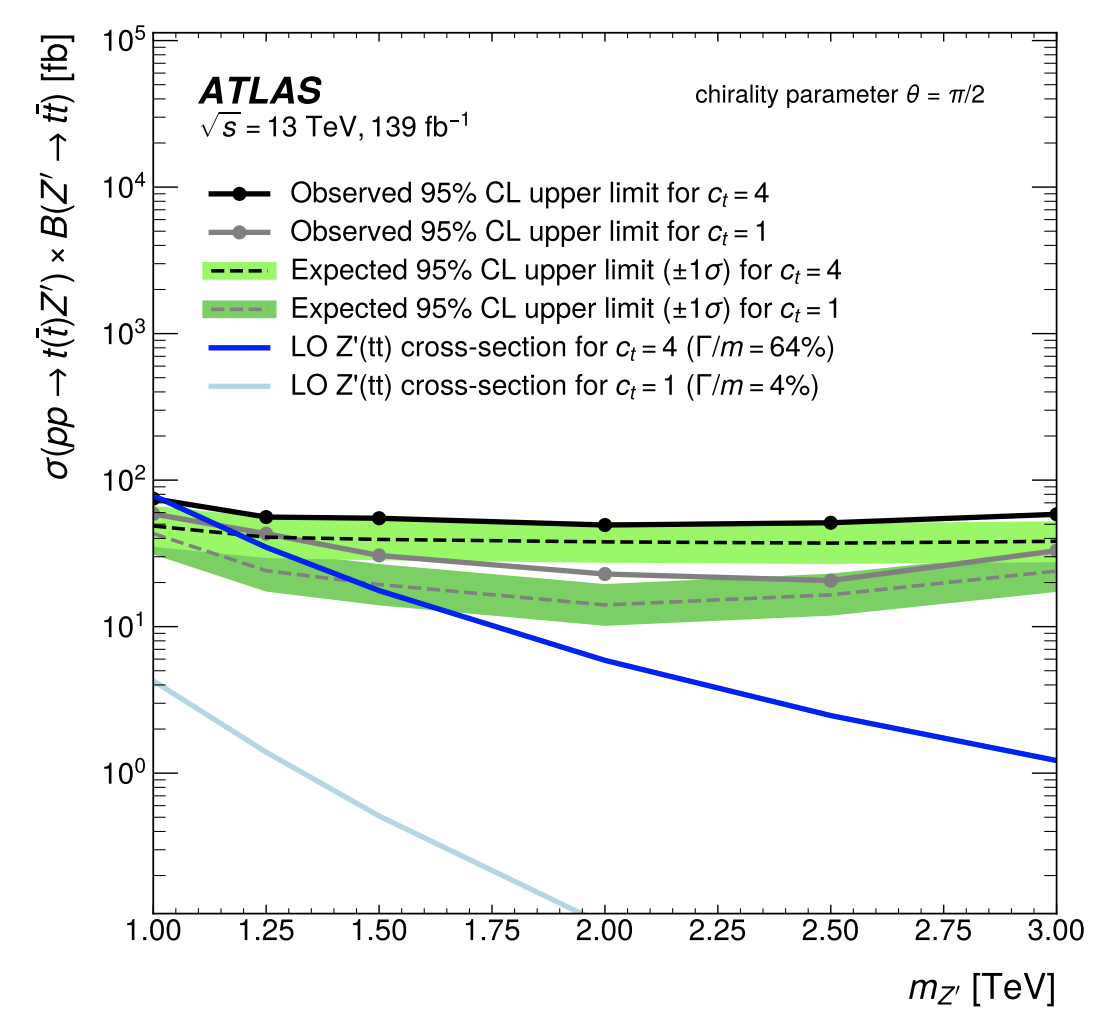 σ(pp → t(t̄)Z′) × B(Z′ → tt̄) [fb]
10⁵
10⁴
10³
10²
10¹
10⁰
ATLAS
√s = 13 TeV, 139 fb⁻¹
chirality parameter θ = π/2
Observed 95% CL upper limit for cₜ = 4
Observed 95% CL upper limit for cₜ = 1
Expected 95% CL upper limit (±1σ) for cₜ = 4
Expected 95% CL upper limit (±1σ) for cₜ = 1
LO Z'(tt) cross-section for cₜ = 4 (Γ/m = 64%)
LO Z'(tt) cross-section for cₜ = 1 (Γ/m = 4%)
1.00 1.25 1.50 1.75 2.00 2.25 2.50 2.75 3.00
m_Z′ [TeV]